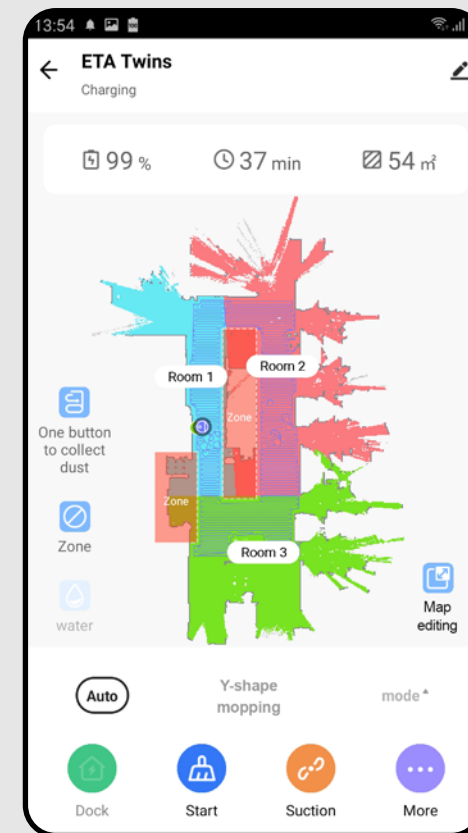 13:54
ETA Twins
Charging
99 %
37 min
54 ㎡
Room 1
Room 2
Zone
One button
to collect
dust
Zone
Zone
Room 3
water
Map
editing
Auto
Y-shape
mopping
mode
Dock
Start
Suction
More